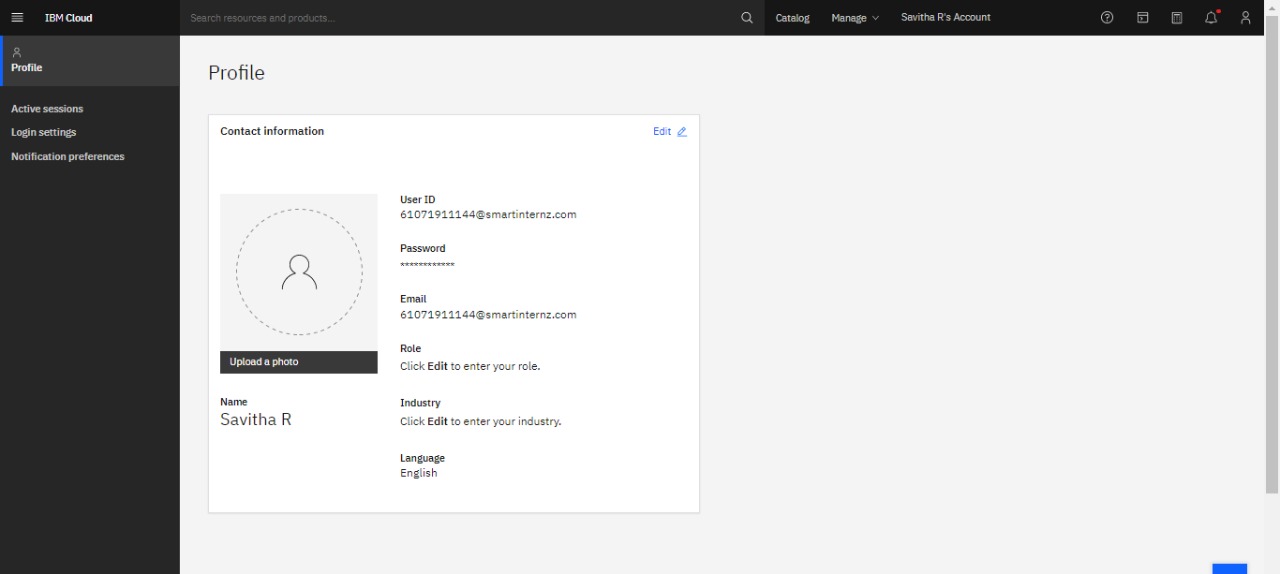 IBM Cloud
Search resources and products...
Catalog
Manage
Savitha R's Account
Profile
Active sessions
Login settings
Notification preferences
Profile
Contact information
Edit
Upload a photo
Name
Savitha R
User ID
61071911144@smartinternz.com
Password
************
Email
61071911144@smartinternz.com
Role
Click Edit to enter your role.
Industry
Click Edit to enter your industry.
Language
English